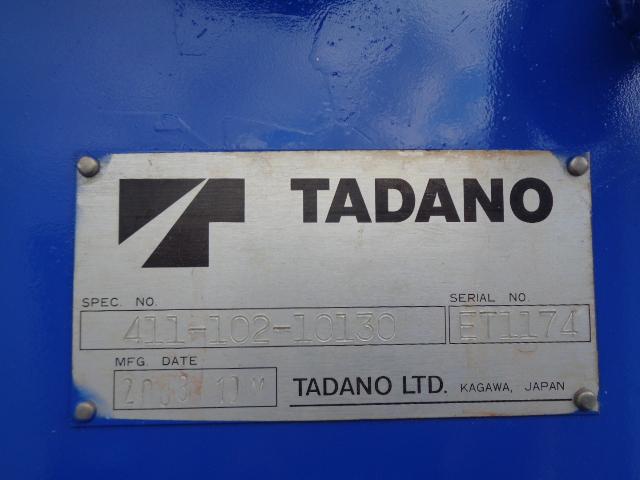 TADANO
SPEC. NO.
SERIAL NO.
411-102-10130
ET1174
MFG. DATE
TADANO LTD. KAGAWA, JAPAN